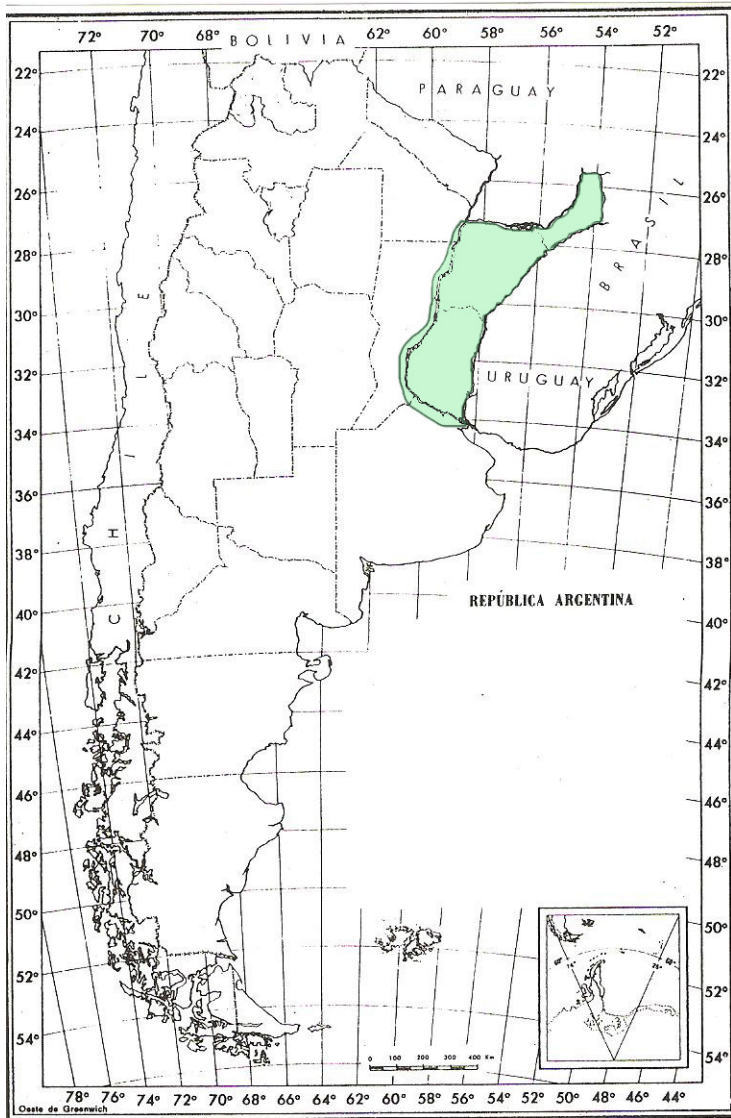 BOLIVIA
72° 70° 68° 60° 58° 56° 54° 52°
22° 22°
PARAGUAY
24° 24°
26° 26°
BRASIL
28° 28°
CHILE
30° 30°
32° URUGUAY 32°
34° 34°
36° 36°
38° 38°
REPÚBLICA ARGENTINA
40° 40°
42° 42°
44° 44°
46° 46°
48° 48°
50° 50°
52° 52°
54° 54°
0 100 200 300 400 Km
78° 76° 74° 72° 70° 68° 66° 64° 62° 60° 58° 56° 54° 52° 50° 48° 46° 44°
Oeste de Greenwich